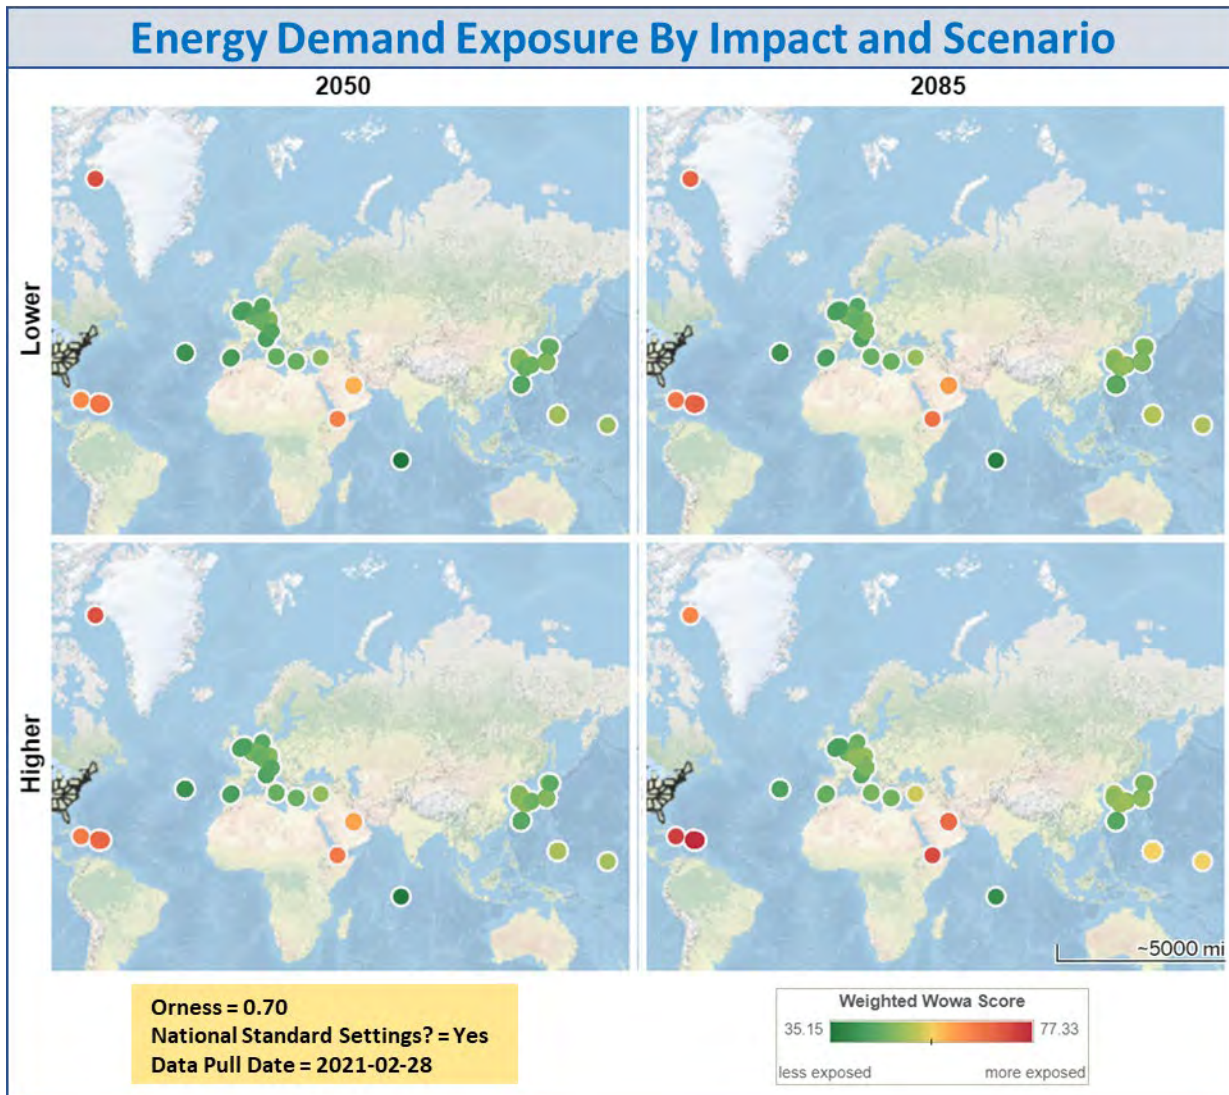 Energy Demand Exposure By Impact and Scenario
2050
2085
Lower
Higher
~5000 mi
Orness = 0.70
National Standard Settings? = Yes
Data Pull Date = 2021-02-28
Weighted Wowa Score
35.15
77.33
less exposed
more exposed